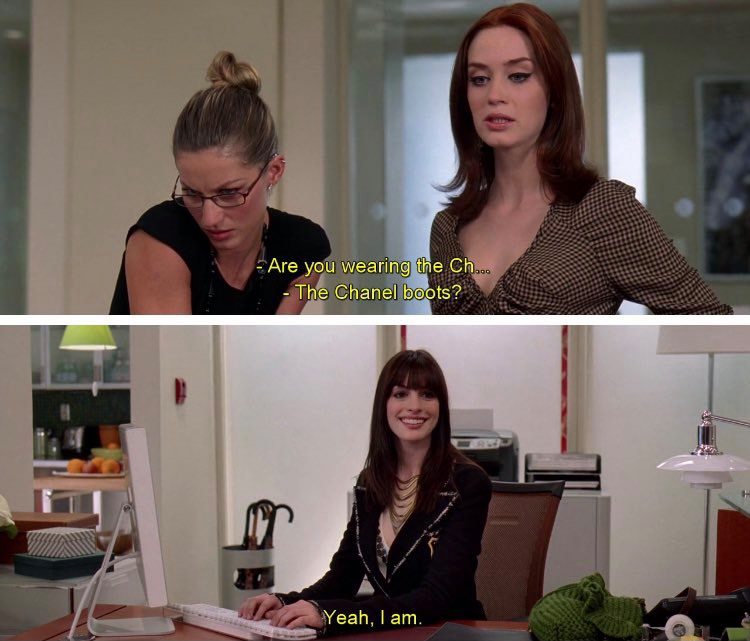 - Are you wearing the Ch...
- The Chanel boots?
Yeah, I am.